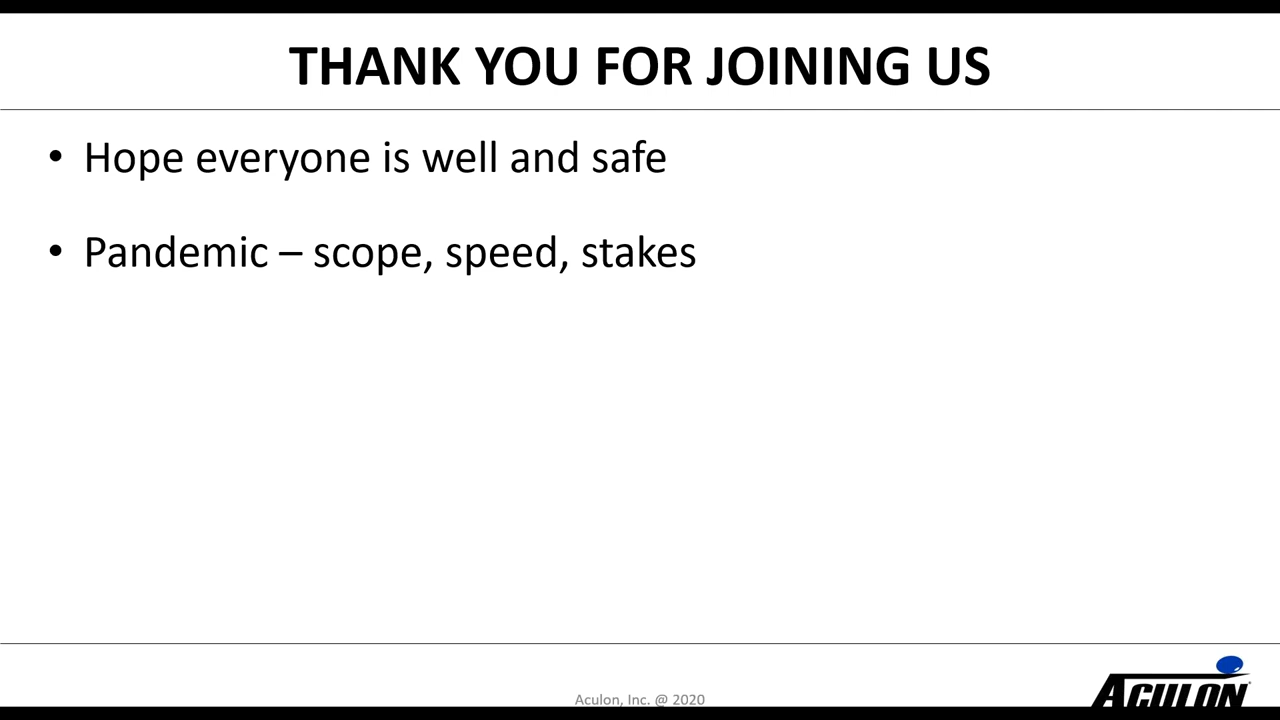 THANK YOU FOR JOINING US
• Hope everyone is well and safe
• Pandemic – scope, speed, stakes
Aculon, Inc. @ 2020
ACULON